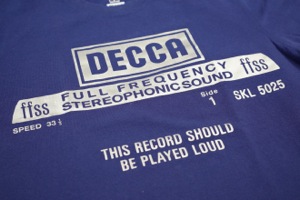 DECCA
FULL FREQUENCY
ffss STEREOPHONIC SOUND ffss
SPEED 33⅓
Side 1
SKL 5025
THIS RECORD SHOULD
BE PLAYED LOUD